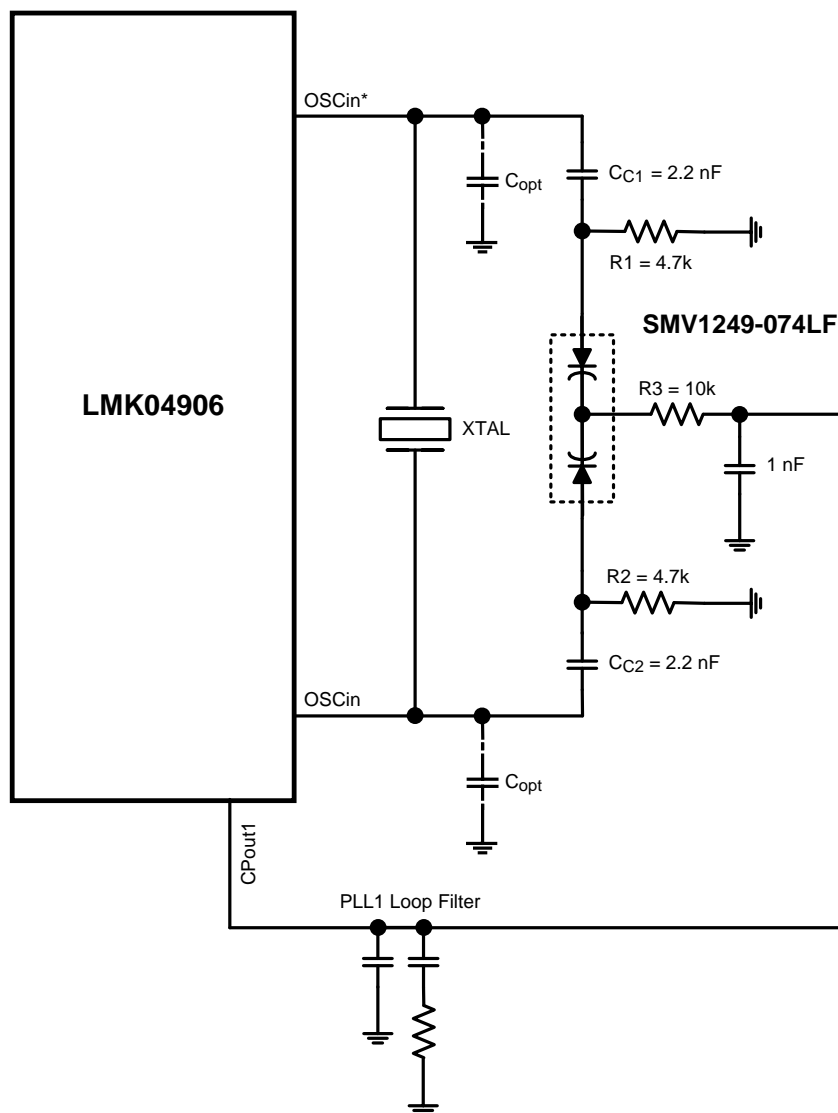 OSCin*
Copt
CC1 = 2.2 nF
R1 = 4.7k
SMV1249-074LF
LMK04906
XTAL
R3 = 10k
1 nF
R2 = 4.7k
CC2 = 2.2 nF
OSCin
Copt
CPout1
PLL1 Loop Filter